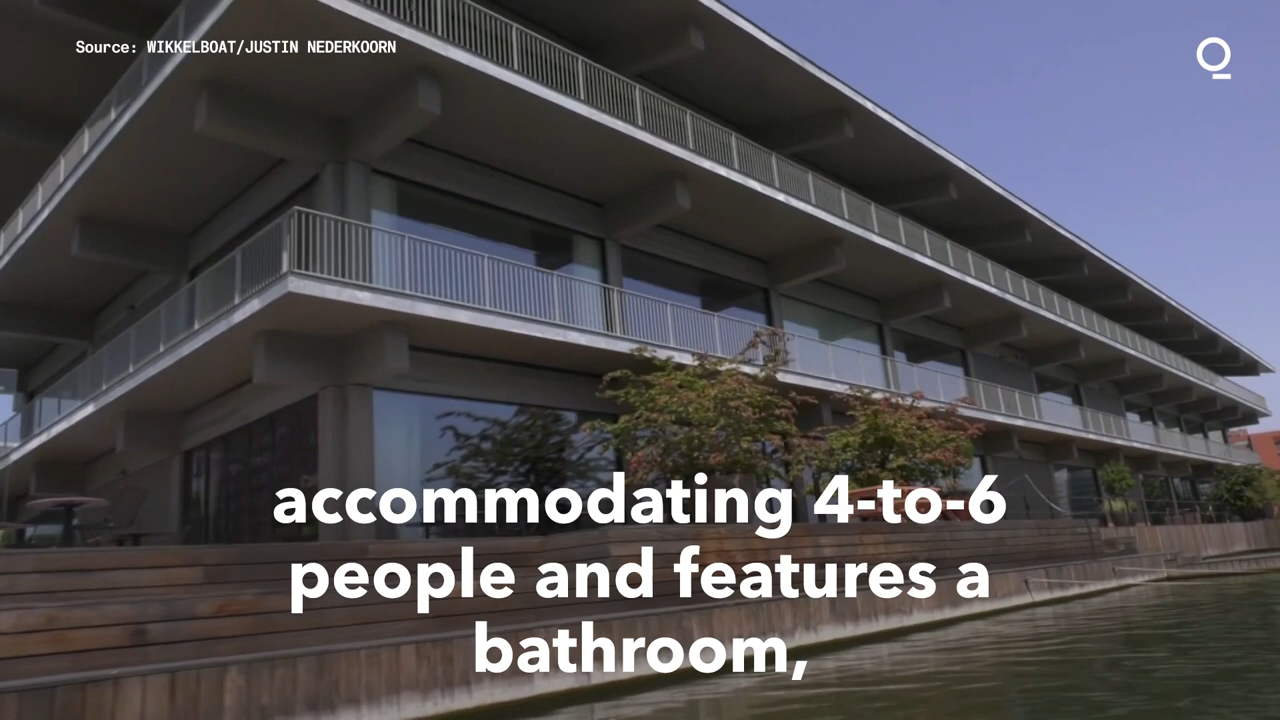 Source: WIKKELBOAT/JUSTIN NEDERKOORN
accommodating 4-to-6
people and features a
bathroom,